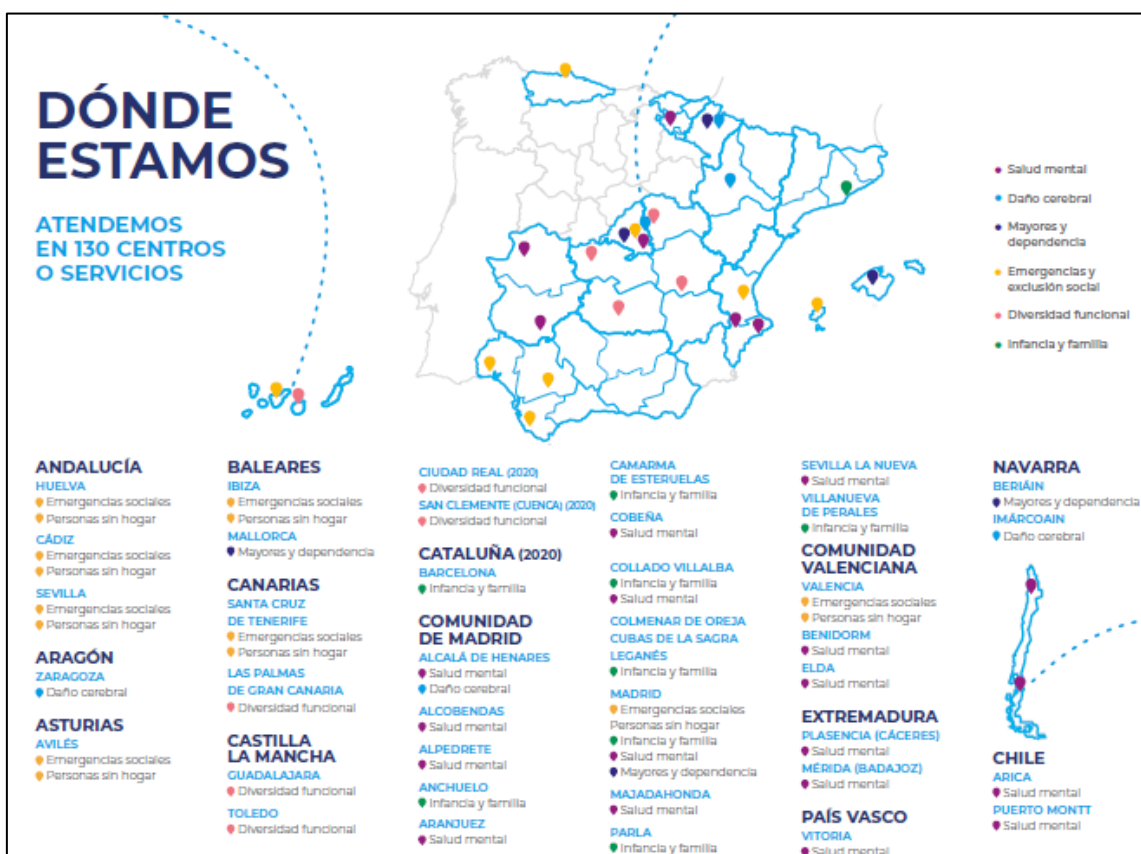 DÓNDE
ESTAMOS
ATENDEMOS
EN 130 CENTROS
O SERVICIOS
Salud mental
Daño cerebral
Mayores y
dependencia
Emergencias y
exclusión social
Diversidad funcional
Infancia y familia
ANDALUCÍA
HUELVA
Emergencias sociales
Personas sin hogar
CÁDIZ
Emergencias sociales
Personas sin hogar
SEVILLA
Emergencias sociales
Personas sin hogar
ARAGÓN
ZARAGOZA
Daño cerebral
ASTURIAS
AVILÉS
Emergencias sociales
Personas sin hogar
BALEARES
IBIZA
Emergencias sociales
Personas sin hogar
MALLORCA
Mayores y dependencia
CANARIAS
SANTA CRUZ
DE TENERIFE
Emergencias sociales
Personas sin hogar
LAS PALMAS
DE GRAN CANARIA
Diversidad funcional
CASTILLA
LA MANCHA
GUADALAJARA
Diversidad funcional
TOLEDO
Diversidad funcional
CIUDAD REAL (2020)
Diversidad funcional
SAN CLEMENTE (CUENCA) (2020)
Diversidad funcional
CATALUÑA (2020)
BARCELONA
Infancia y familia
COMUNIDAD
DE MADRID
ALCALÁ DE HENARES
Salud mental
Daño cerebral
ALCOBENDAS
Salud mental
ALPEDRETE
Salud mental
ANCHUELO
Infancia y familia
ARANJUEZ
Salud mental
CAMARMA
DE ESTERUELAS
Infancia y familia
COBEÑA
Salud mental
COLLADO VILLALBA
Infancia y familia
Salud mental
COLMENAR DE OREJA
CUBAS DE LA SAGRA
LEGANÉS
Infancia y familia
MADRID
Emergencias sociales
Personas sin hogar
Infancia y familia
Salud mental
Mayores y dependencia
MAJADAHONDA
Salud mental
PARLA
Infancia y familia
SEVILLA LA NUEVA
Salud mental
VILLANUEVA
DE PERALES
Infancia y familia
COMUNIDAD
VALENCIANA
VALENCIA
Emergencias sociales
Personas sin hogar
BENIDORM
Salud mental
ELDA
Salud mental
EXTREMADURA
PLASENCIA (CÁCERES)
Salud mental
MÉRIDA (BADAJOZ)
Salud mental
PAÍS VASCO
VITORIA
Salud mental
NAVARRA
BERIÁIN
Mayores y dependencia
IMÁRCOAIN
Daño cerebral
CHILE
ARICA
Salud mental
PUERTO MONTT
Salud mental